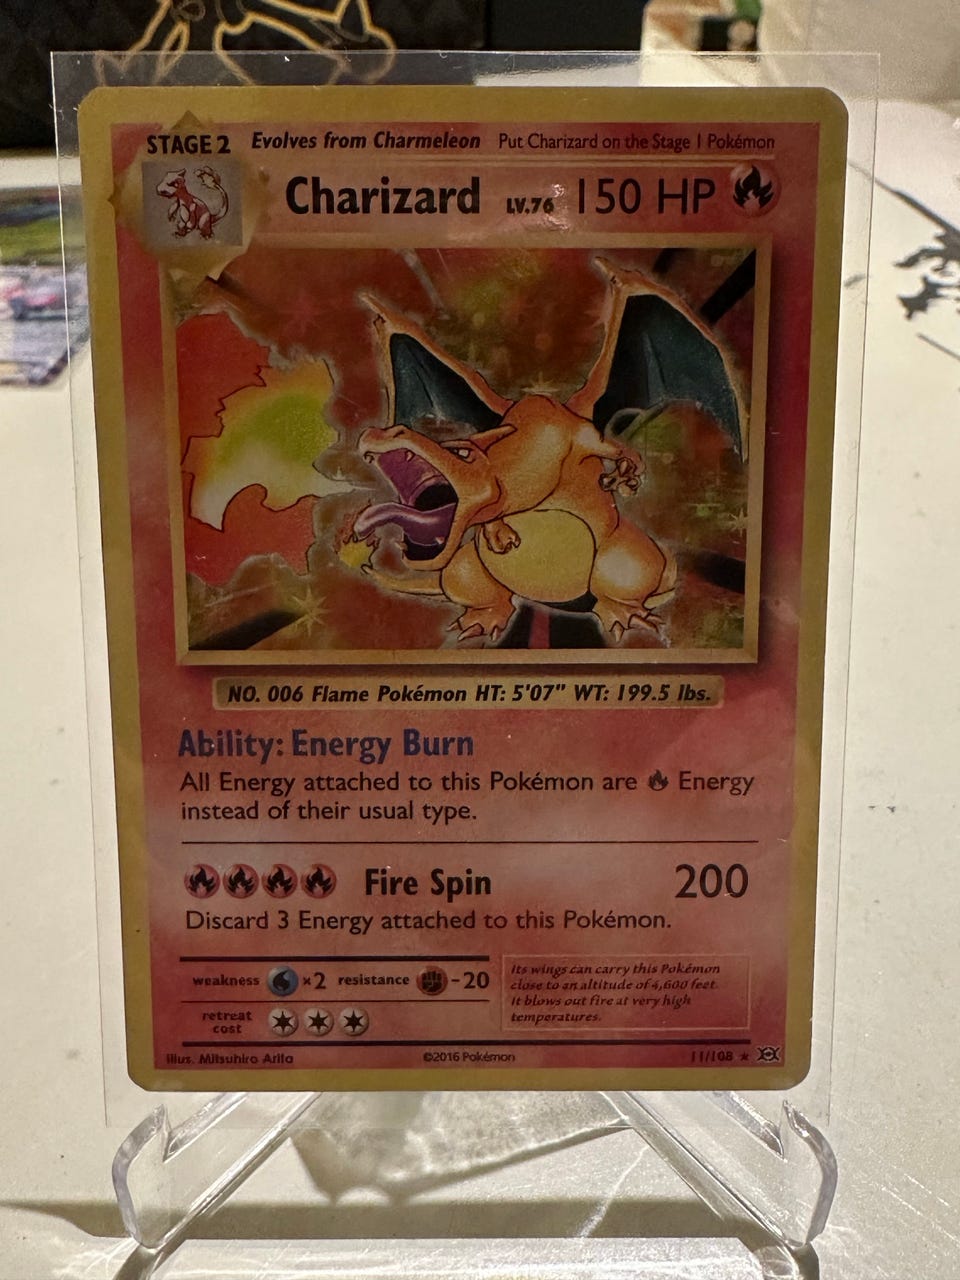 STAGE 2 Evolves from Charmeleon Put Charizard on the Stage 1 Pokémon
Charizard LV.76 150 HP
NO. 006 Flame Pokémon HT: 5'07" WT: 199.5 lbs.
Ability: Energy Burn
All Energy attached to this Pokémon are Energy
instead of their usual type.
Fire Spin 200
Discard 3 Energy attached to this Pokémon.
weakness ×2 resistance -20
retreat
cost
Its wings can carry this Pokémon
close to an altitude of 4,600 feet.
It blows out fire at very high
temperatures.
Illus. Mitsuhiro Arita ©2016 Pokémon 11/108 ★